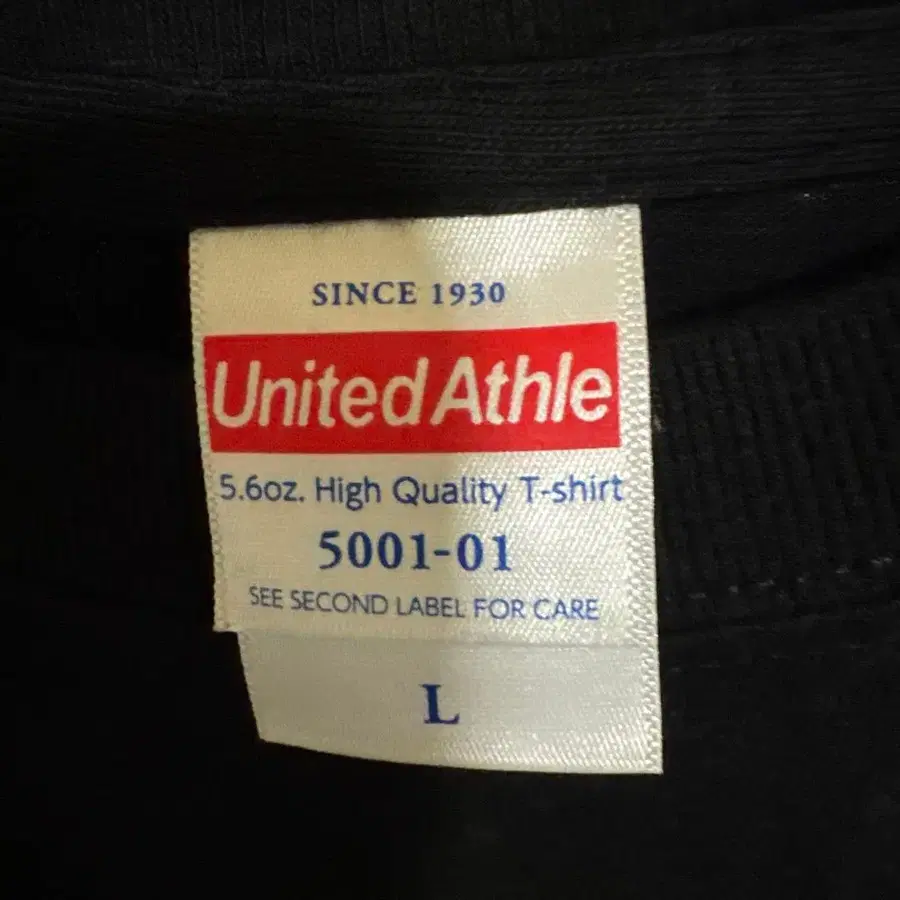 SINCE 1930
United Athle
5.6oz. High Quality T-shirt
5001-01
SEE SECOND LABEL FOR CARE
L